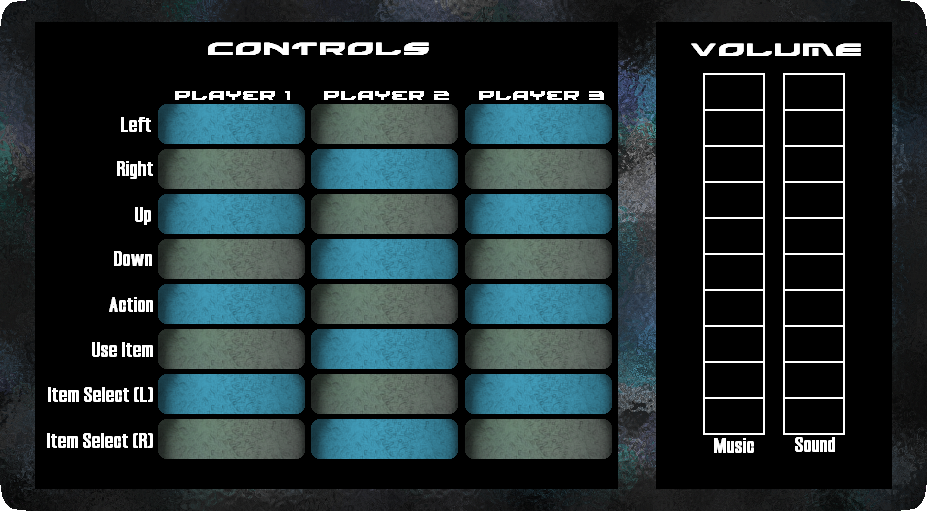 CONTROLS
PLAYER 1 PLAYER 2 PLAYER 3
Left
Right
Up
Down
Action
Use Item
Item Select (L)
Item Select (R)
VOLUME
Music Sound